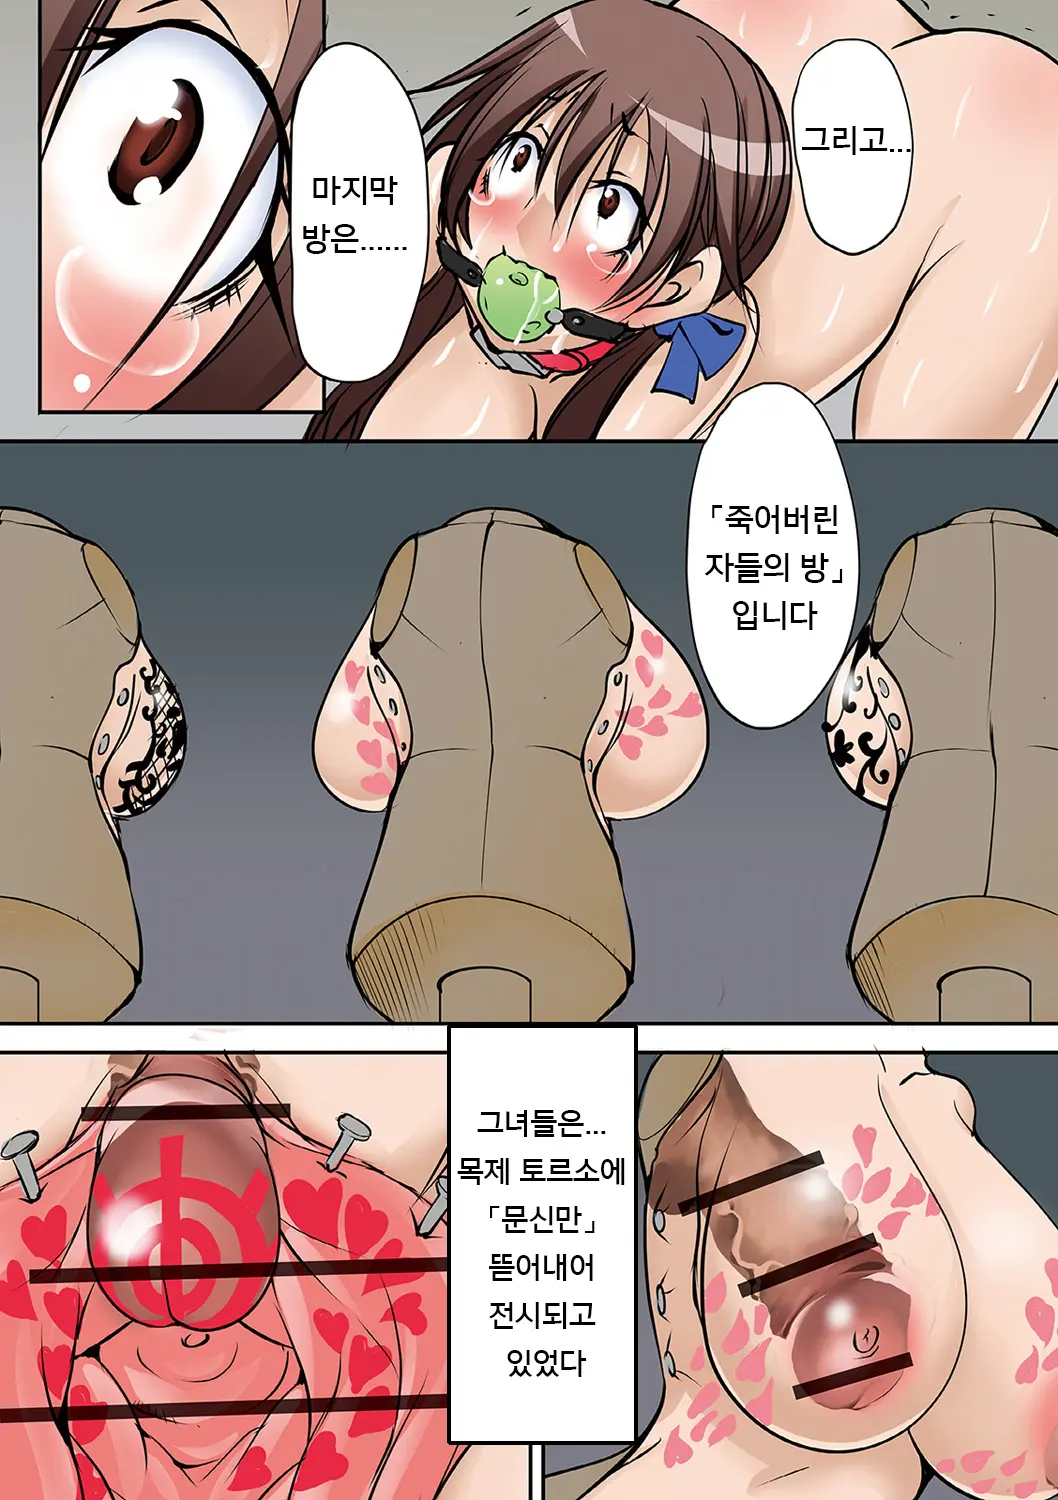 그리고...
마지막
방은......
「죽어버린
자들의 방」
입니다
그녀들은...
목제 토르소에
「문신만」
뜯어내어
전시되고
있었다